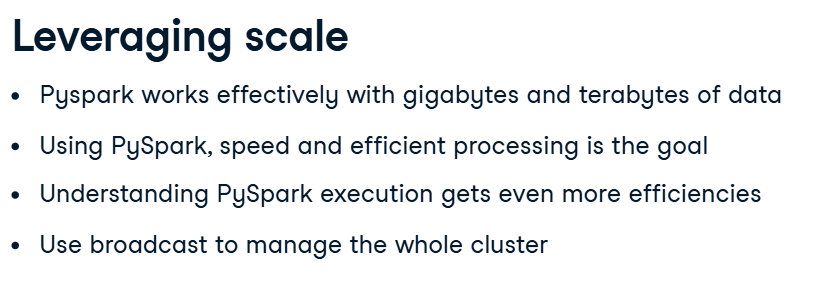 Leveraging scale
• Pyspark works effectively with gigabytes and terabytes of data
• Using PySpark, speed and efficient processing is the goal
• Understanding PySpark execution gets even more efficiencies
• Use broadcast to manage the whole cluster